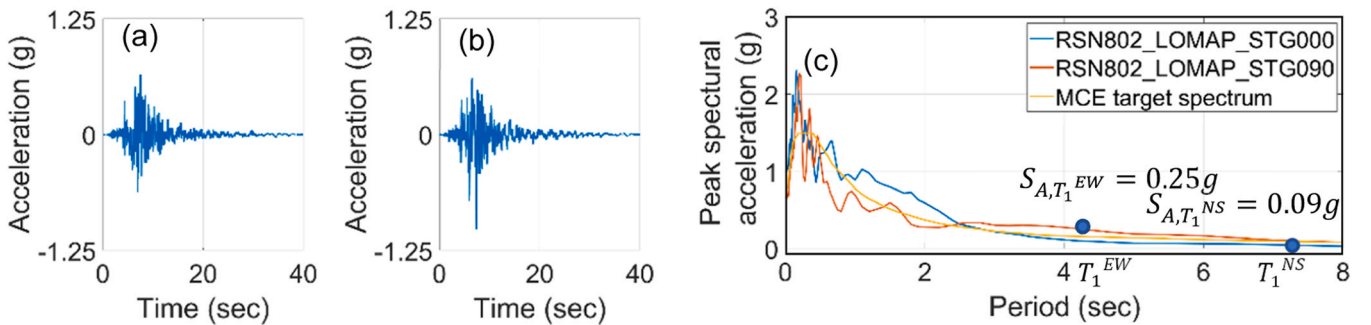 (a)
Acceleration (g)
1.25
0
-1.25
0
20
40
Time (sec)
(b)
Acceleration (g)
1.25
0
-1.25
0
20
40
Time (sec)
(c)
Peak spectral
acceleration (g)
3
2
1
0
RSN802_LOMAP_STG000
RSN802_LOMAP_STG090
MCE target spectrum
S_{A,T_1^{EW}} = 0.25g
S_{A,T_1^{NS}} = 0.09g
0
2
4
T_1^{EW}
6
T_1^{NS}
8
Period (sec)